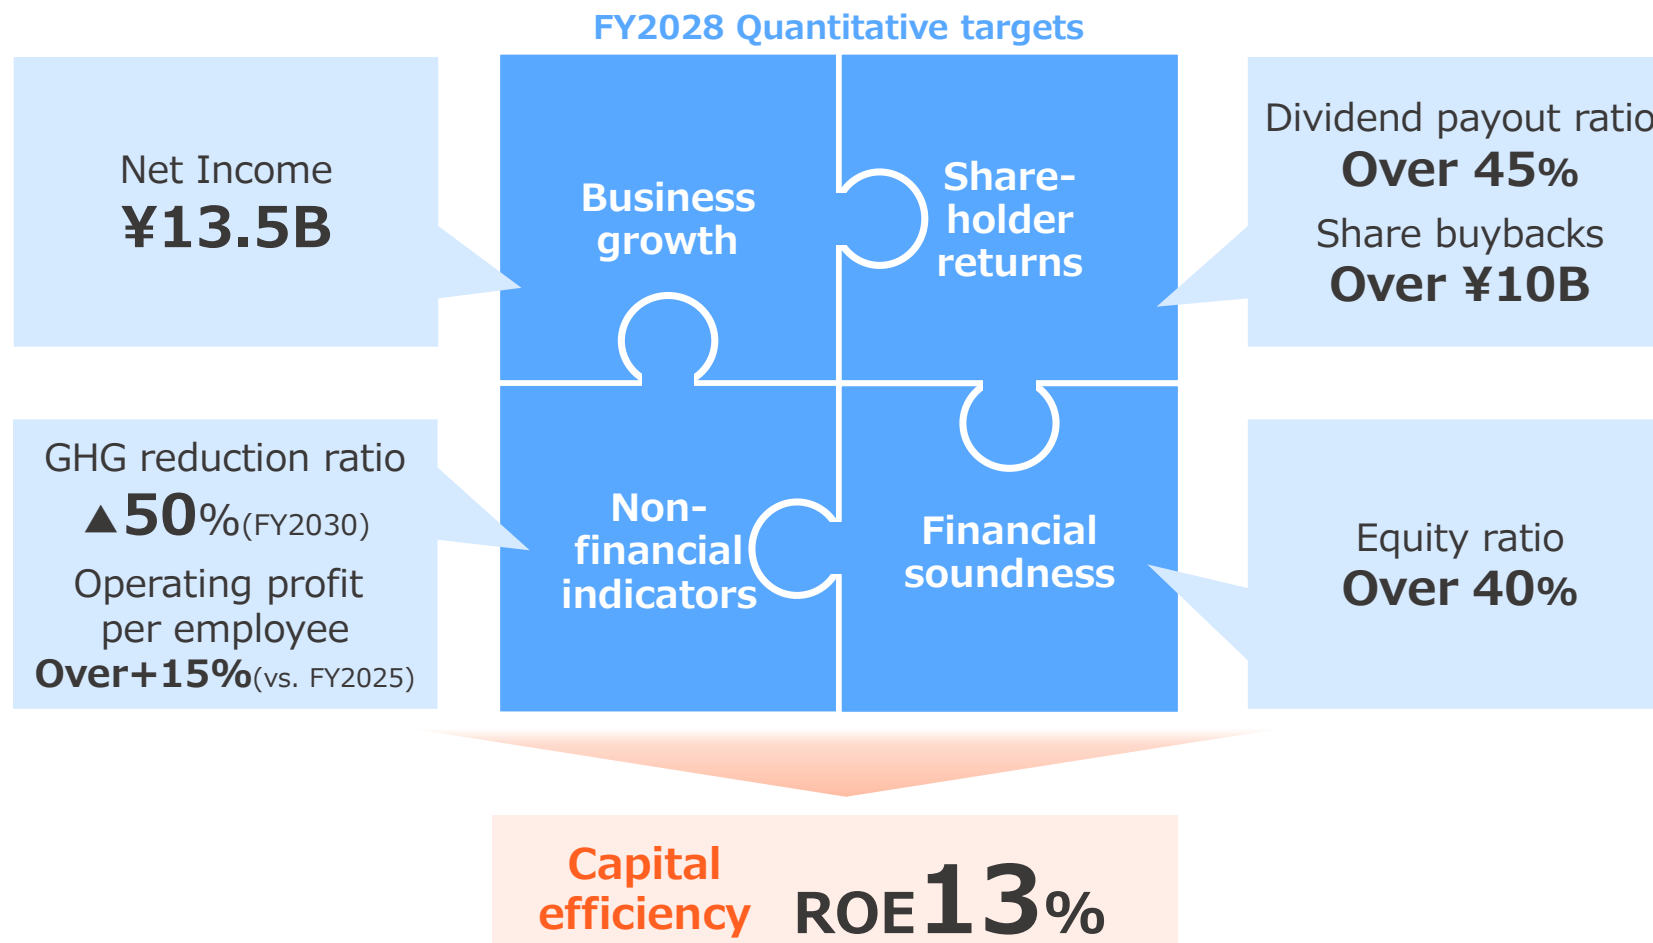 FY2028 Quantitative targets
Net Income
¥13.5B
Business
growth
Share-
holder
returns
Dividend payout ratio
Over 45%
Share buybacks
Over ¥10B
GHG reduction ratio
▲50%(FY2030)
Operating profit
per employee
Over+15%(vs. FY2025)
Non-
financial
indicators
Financial
soundness
Equity ratio
Over 40%
Capital
efficiency
ROE13%